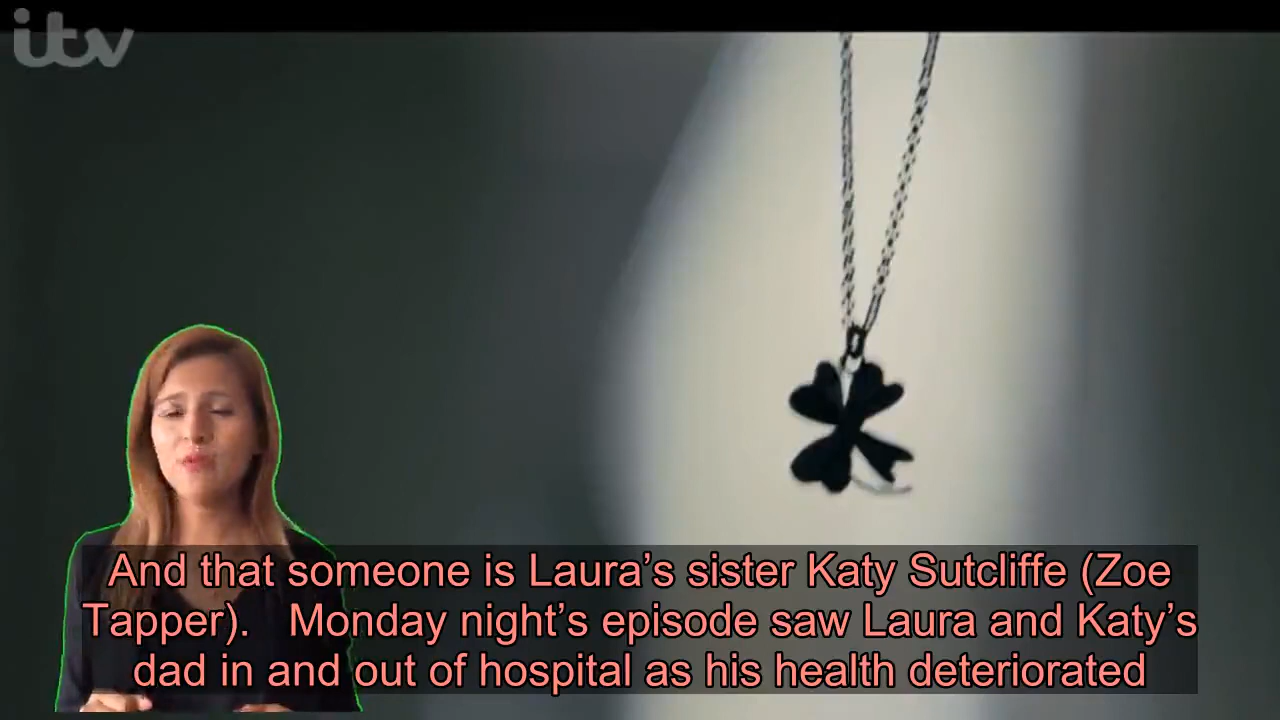 itv
And that someone is Laura’s sister Katy Sutcliffe (Zoe
Tapper).   Monday night’s episode saw Laura and Katy’s
dad in and out of hospital as his health deteriorated